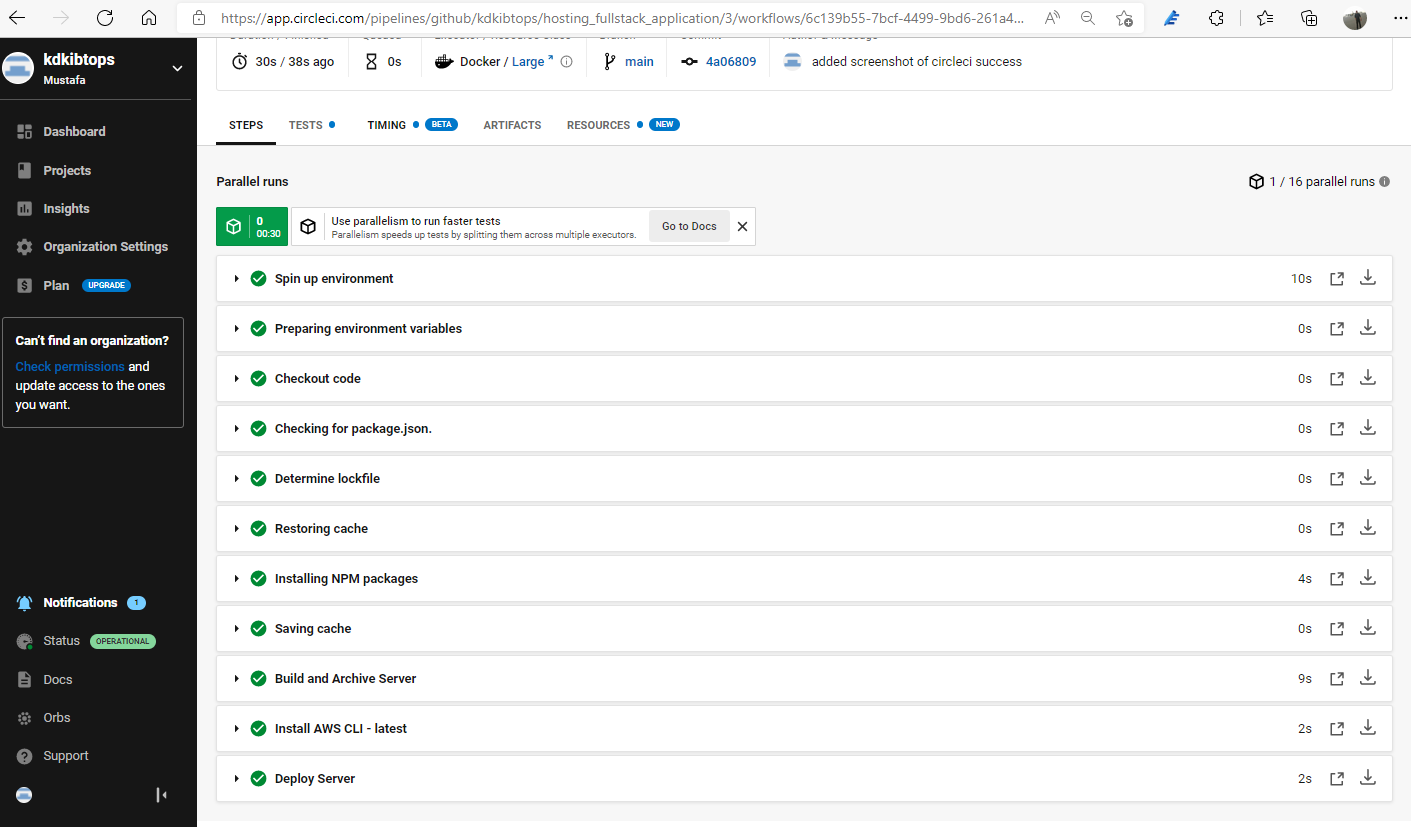 https://app.circleci.com/pipelines/github/kdkibtops/hosting_fullstack_application/3/workflows/6c139b55-7bcf-4499-9bd6-261a4...
kdkibtops
Mustafa
Dashboard
Projects
Insights
Organization Settings
Plan UPGRADE
Can't find an organization?
Check permissions and
update access to the ones
you want.
Notifications 1
Status OPERATIONAL
Docs
Orbs
Support
30s / 38s ago
0s
Docker / Large
main
4a06809
added screenshot of circleci success
STEPS TESTS TIMING BETA ARTIFACTS RESOURCES NEW
Parallel runs
1 / 16 parallel runs
0
00:30
Use parallelism to run faster tests
Parallelism speeds up tests by splitting them across multiple executors.
Go to Docs
Spin up environment 10s
Preparing environment variables 0s
Checkout code 0s
Checking for package.json. 0s
Determine lockfile 0s
Restoring cache 0s
Installing NPM packages 4s
Saving cache 0s
Build and Archive Server 9s
Install AWS CLI - latest 2s
Deploy Server 2s